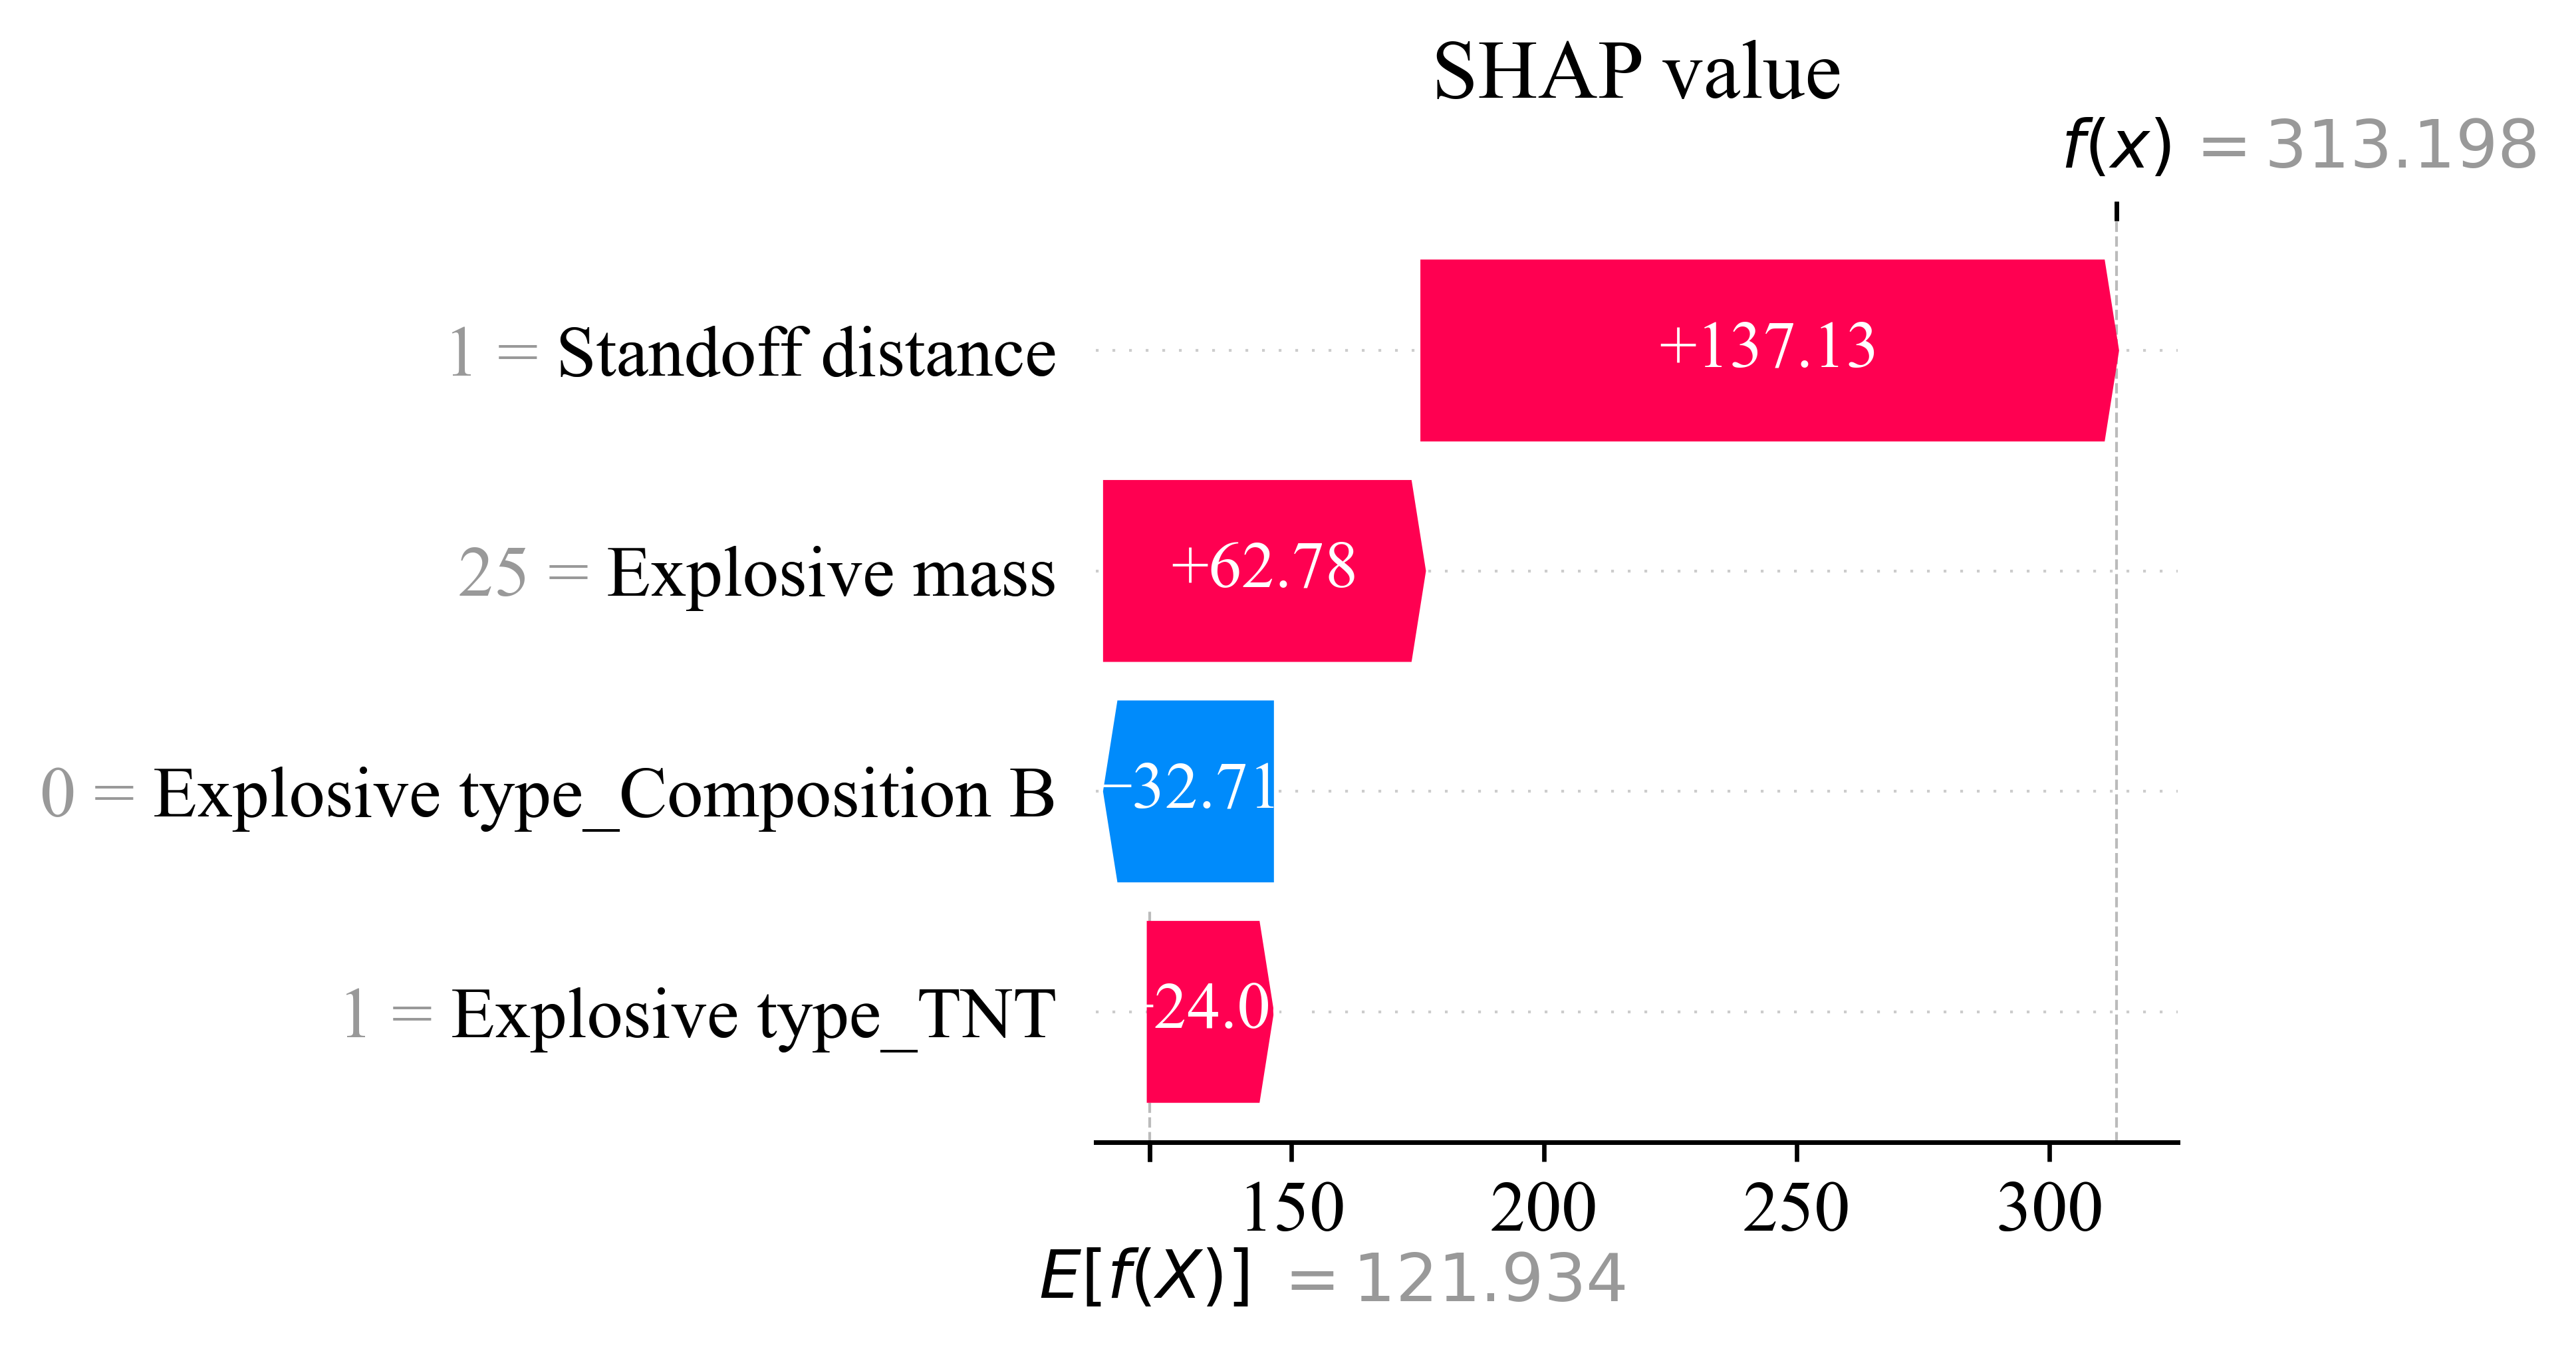 SHAP value
f(x) = 313.198
1 = Standoff distance
+137.13
25 = Explosive mass
+62.78
0 = Explosive type_Composition B
−32.71
1 = Explosive type_TNT
24.0
150 200 250 300
E[f(X)] = 121.934